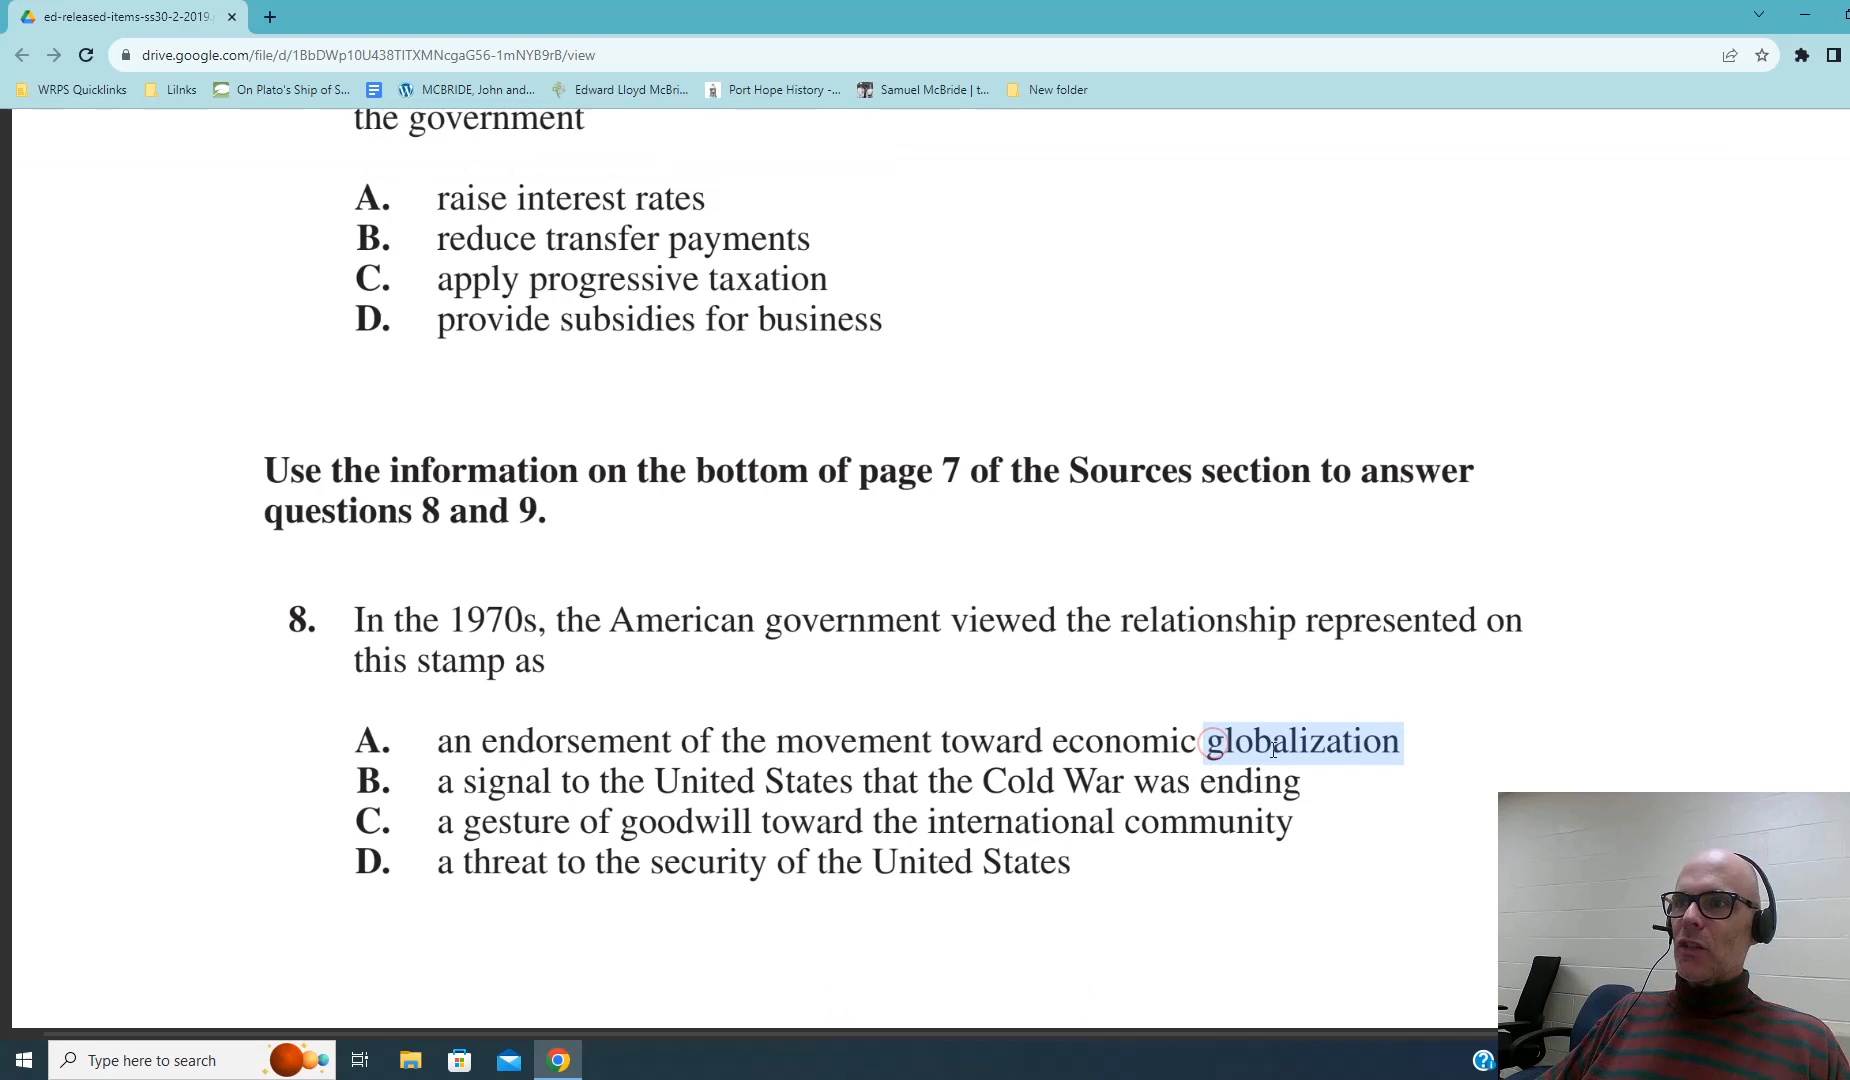 ed-released-items-ss30-2-2019.
drive.google.com/file/d/1BbDWp10U438TlTXMNcgaG56-1mNYB9rB/view
WRPS Quicklinks LiInks On Plato's Ship of S... MCBRIDE, John and... Edward Lloyd McBri... Port Hope History -... Samuel McBride | t... New folder
the government
A. raise interest rates
B. reduce transfer payments
C. apply progressive taxation
D. provide subsidies for business
Use the information on the bottom of page 7 of the Sources section to answer
questions 8 and 9.
8. In the 1970s, the American government viewed the relationship represented on
this stamp as
A. an endorsement of the movement toward economic globalization
B. a signal to the United States that the Cold War was ending
C. a gesture of goodwill toward the international community
D. a threat to the security of the United States
Type here to search